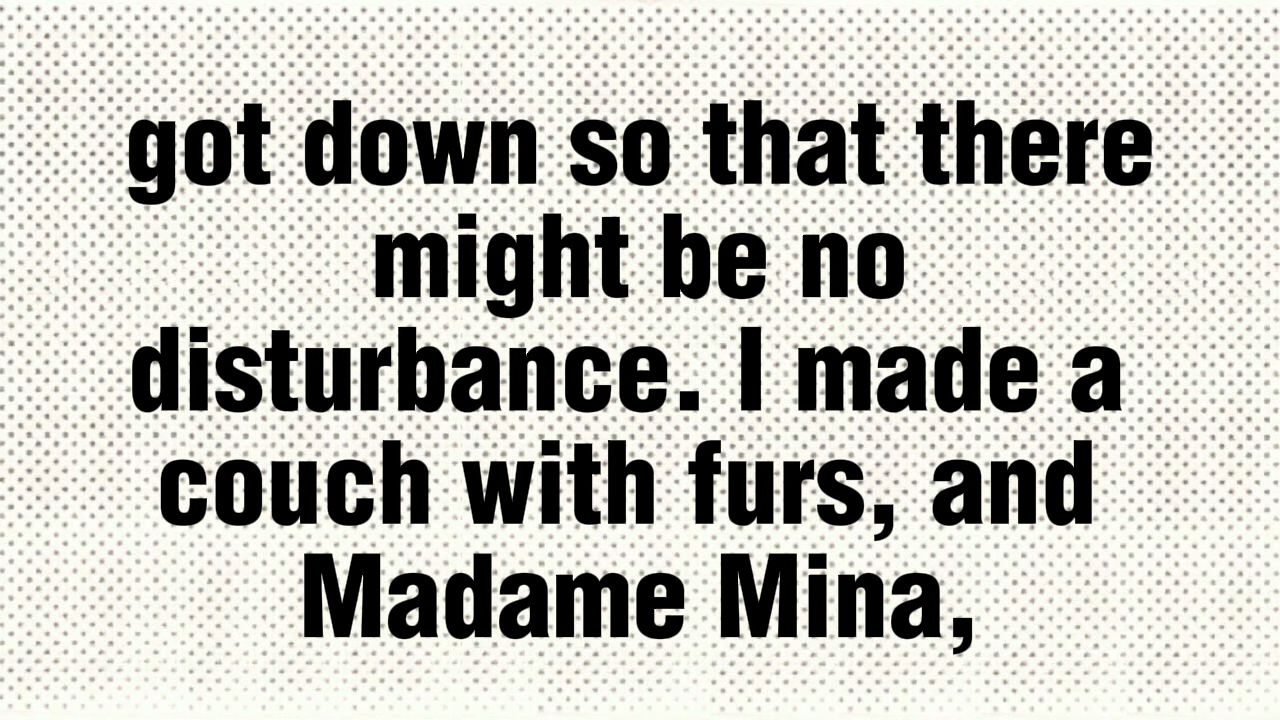 got down so that there
might be no
disturbance. I made a
couch with furs, and
Madame Mina,